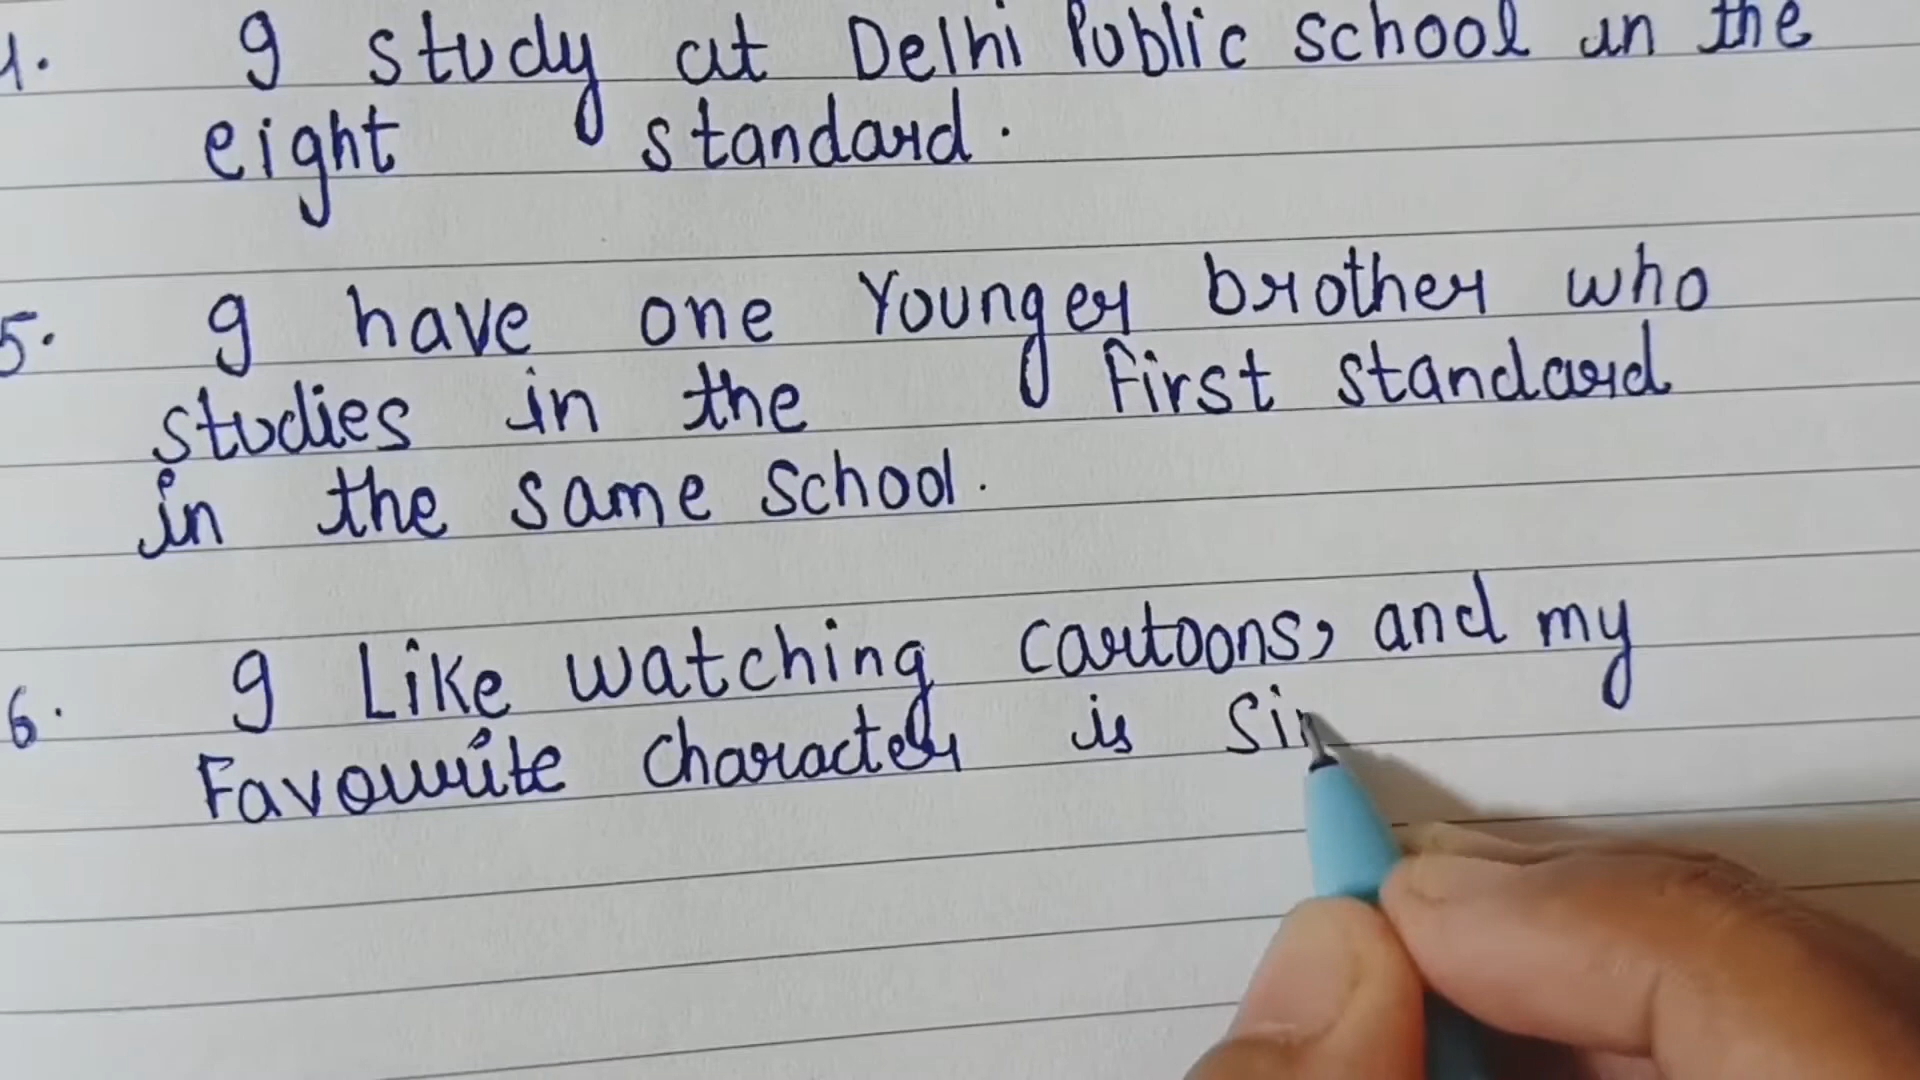 4. I study at Delhi Public school in the
eight standard.
5. I have one Younger brother who
studies in the first standard
in the same school.
6. I Like watching cartoons, and my
Favourite character is